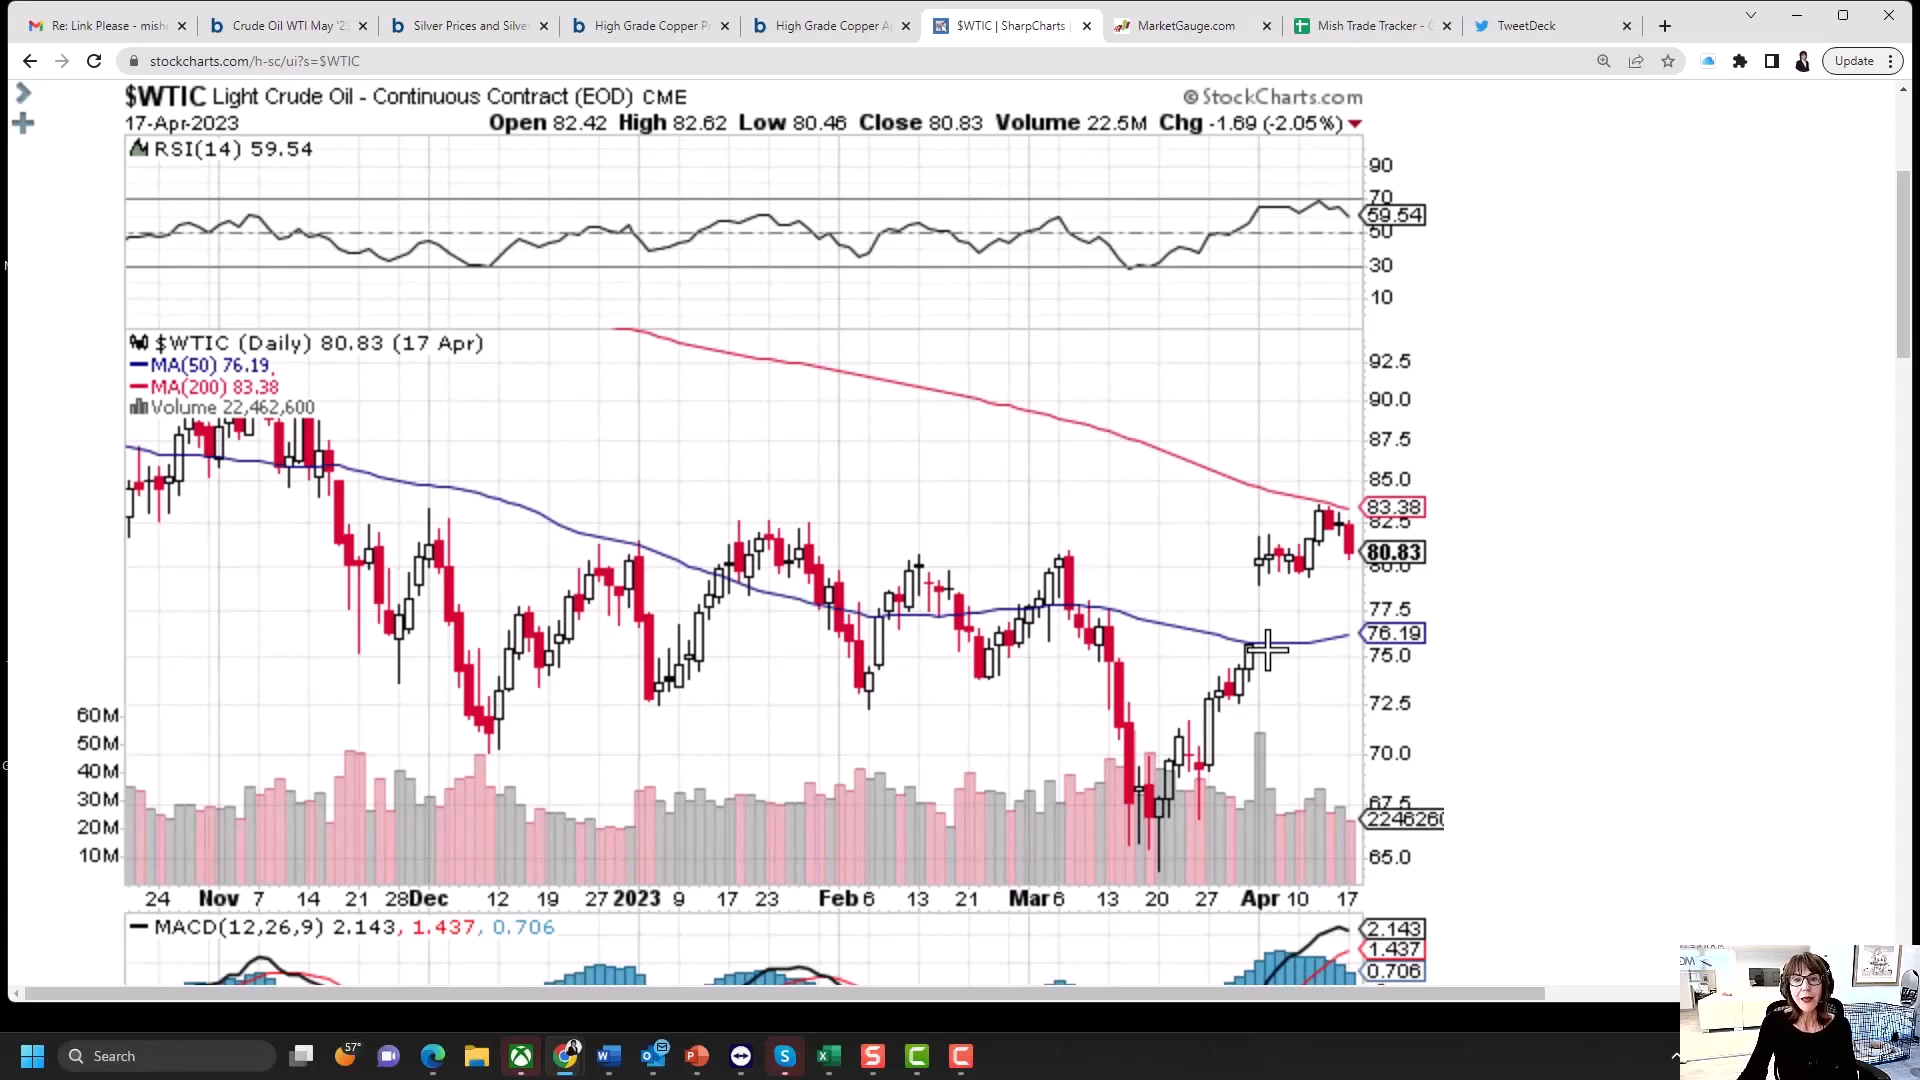 Re: Link Please - mish
Crude Oil WTI May '2
Silver Prices and Silve
High Grade Copper P
High Grade Copper A
$WTIC | SharpCharts |
MarketGauge.com
Mish Trade Tracker -
TweetDeck
stockcharts.com/h-sc/ui?s=$WTIC
Update
$WTIC Light Crude Oil - Continuous Contract (EOD) CME
© StockCharts.com
17-Apr-2023
Open 82.42 High 82.62 Low 80.46 Close 80.83 Volume 22.5M Chg -1.69 (-2.05%)
RSI(14) 59.54
90
70
59.54
50
30
10
$WTIC (Daily) 80.83 (17 Apr)
MA(50) 76.19
MA(200) 83.38
Volume 22,462,600
92.5
90.0
87.5
85.0
83.38
82.5
80.83
80.0
77.5
76.19
75.0
72.5
70.0
67.5
2246260
65.0
60M
50M
40M
30M
20M
10M
24 Nov 7 14 21 28 Dec 12 19 27 2023 9 17 23 Feb 6 13 21 Mar 6 13 20 27 Apr 10 17
MACD(12,26,9) 2.143, 1.437, 0.706
2.143
1.437
0.706
Search
57°